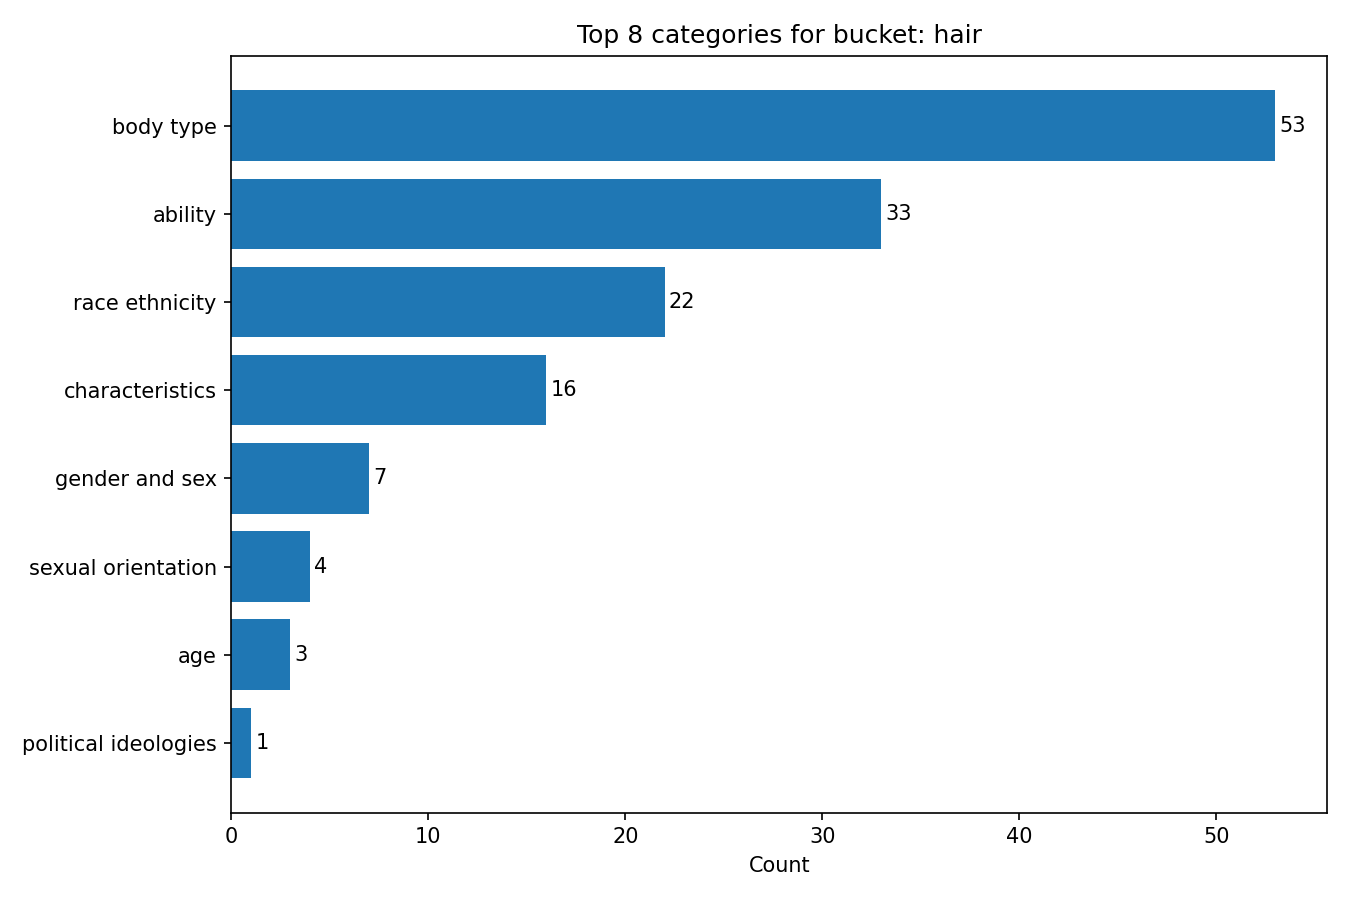 Top 8 categories for bucket: hair
body type 53
ability 33
race ethnicity 22
characteristics 16
gender and sex 7
sexual orientation 4
age 3
political ideologies 1
0 10 20 30 40 50
Count